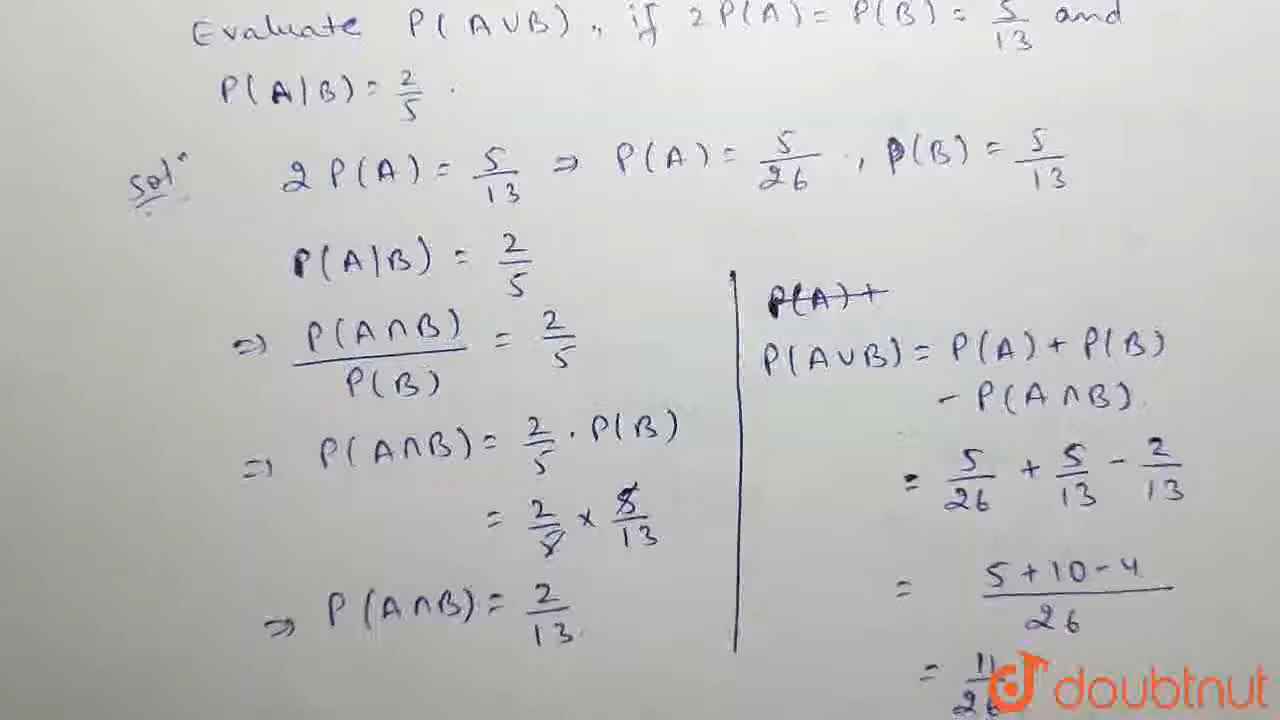 Evaluate P(A∪B), if 2P(A) = P(B) = 5/13 and
P(A|B) = 2/5.
Sol^n 2P(A) = 5/13 ⇒ P(A) = 5/26, P(B) = 5/13
P(A|B) = 2/5
⇒ P(A∩B)/P(B) = 2/5
⇒ P(A∩B) = 2/5 . P(B)
= 2/5 × 5/13
⇒ P(A∩B) = 2/13.
P(A)+
P(A∪B) = P(A) + P(B)
- P(A∩B).
= 5/26 + 5/13 - 2/13
= 5+10-4/26
= 11/26
doubtnut